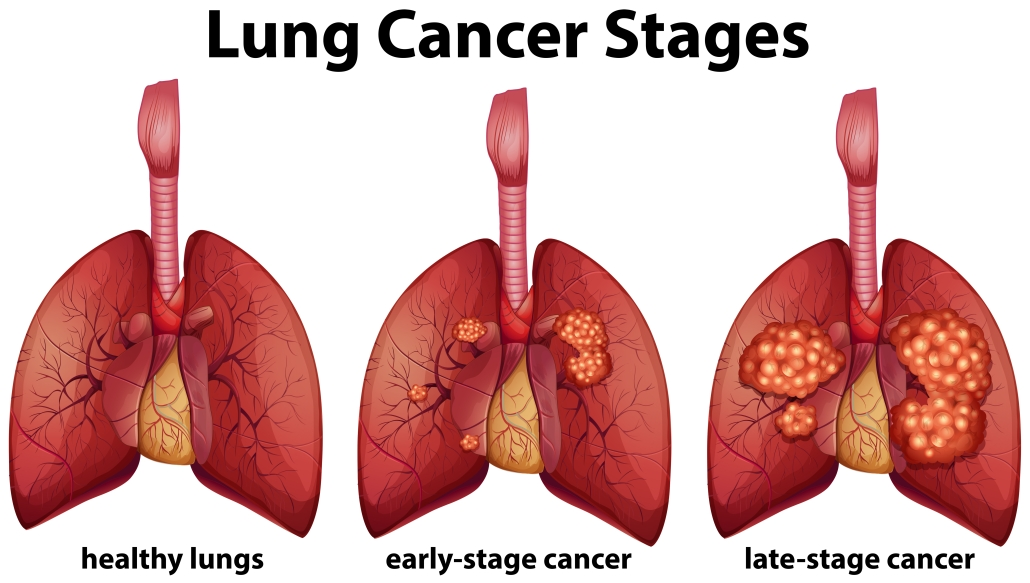 Lung Cancer Stages
healthy lungs
early-stage cancer
late-stage cancer